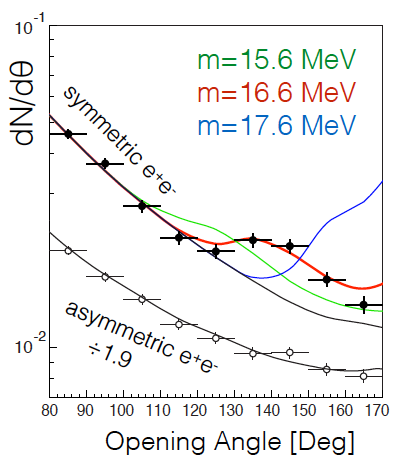 10⁻¹
dN/dθ
m=15.6 MeV
m=16.6 MeV
m=17.6 MeV
symmetric e⁺e⁻
asymmetric e⁺e⁻
÷1.9
10⁻²
80 90 100 110 120 130 140 150 160 170
Opening Angle [Deg]